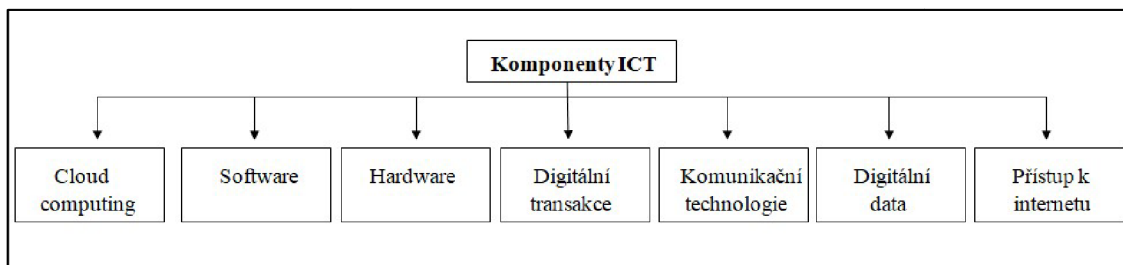 Komponenty ICT
Cloud
computing
Software
Hardware
Digitální
transakce
Komunikační
technologie
Digitální
data
Přístup k
internetu